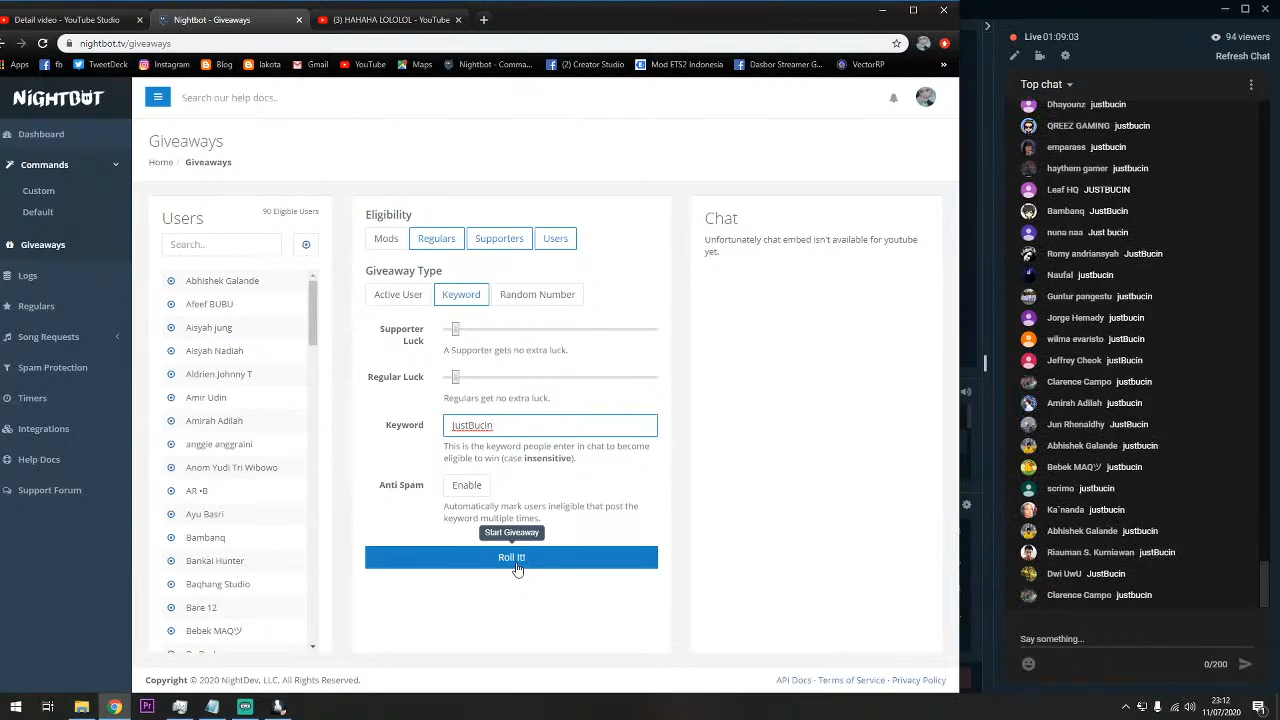 Detail video - YouTube Studio
Nightbot - Giveaways
(3) HAHAHA LOLOLOL - YouTube
nightbot.tv/giveaways
Apps
fb
TweetDeck
Instagram
Blog
lakota
Gmail
YouTube
Maps
Nightbot - Comma...
(2) Creator Studio
Mod ETS2 Indonesia
Dasbor Streamer G...
VectorRP
»
NIGHTBOT
Search our help docs..
Dashboard
Commands
Custom
Default
Giveaways
Logs
Regulars
Song Requests
Spam Protection
Timers
Integrations
Help Docs
Support Forum
Giveaways
Home / Giveaways
Users
90 Eligible Users
Search..
Abhishek Galande
Afeef BUBU
Aisyah jung
Aisyah Nadiah
Aldrien Johnny T
Amir Udin
Amirah Adilah
anggie anggraini
Anom Yudi Tri Wibowo
AR •B
Ayu Basri
Bambanq
Bankai Hunter
Baqhang Studio
Bare 12
Bebek MAQツ
Eligibility
Mods
Regulars
Supporters
Users
Giveaway Type
Active User
Keyword
Random Number
Supporter
Luck
A Supporter gets no extra luck.
Regular Luck
Regulars get no extra luck.
Keyword
JustBucin
This is the keyword people enter in chat to become
eligible to win (case insensitive).
Anti Spam
Enable
Automatically mark users ineligible that post the
keyword multiple times.
Start Giveaway
Roll It!
Chat
Unfortunately chat embed isn't available for youtube
yet.
Copyright © 2020 NightDev, LLC. All Rights Reserved.
API Docs · Terms of Service · Privacy Policy
Live 01:09:03
94 viewers
Refresh Chat
Top chat
Dhayounz justbucin
QREEZ GAMING justbucin
emparass justbucin
haythem gamer justbucin
Leaf HQ JUSTBUCIN
Bambanq JustBucin
nuna naa Just bucin
Romy andriansyah JustBucin
Naufal justbucin
Guntur pangestu justbucin
Jorge Hemady justbucin
wilma evaristo justBucin
Jeffrey Cheok justBucin
Clarence Campo justbucin
Amirah Adilah justbucin
Jun Rhenaldhy JustBucin
Abhishek Galande justbucin
Bebek MAQツ justbucin
scrimo justbucin
Ka¨nanda justbucin
Abhishek Galande justbucin
Riauman S. Kurniawan justBucin
Dwi UwU JustBucin
Clarence Campo justbucin
Say something...
0/200
23:12
11/07/2020